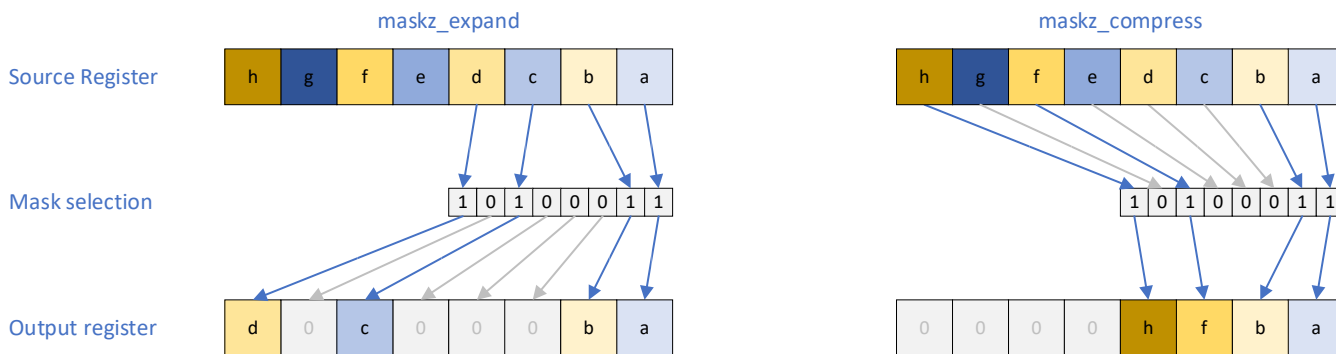 maskz_expand maskz_compress
Source Register h g f e d c b a h g f e d c b a
Mask selection 1 0 1 0 0 0 1 1 1 0 1 0 0 0 1 1
Output register d 0 c 0 0 0 b a 0 0 0 0 h f b a